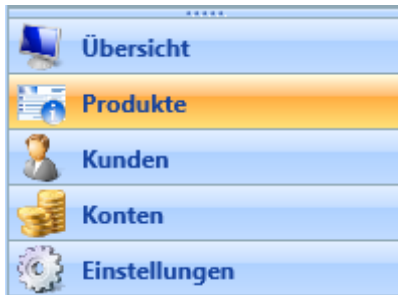 Übersicht
Produkte
Kunden
Konten
Einstellungen